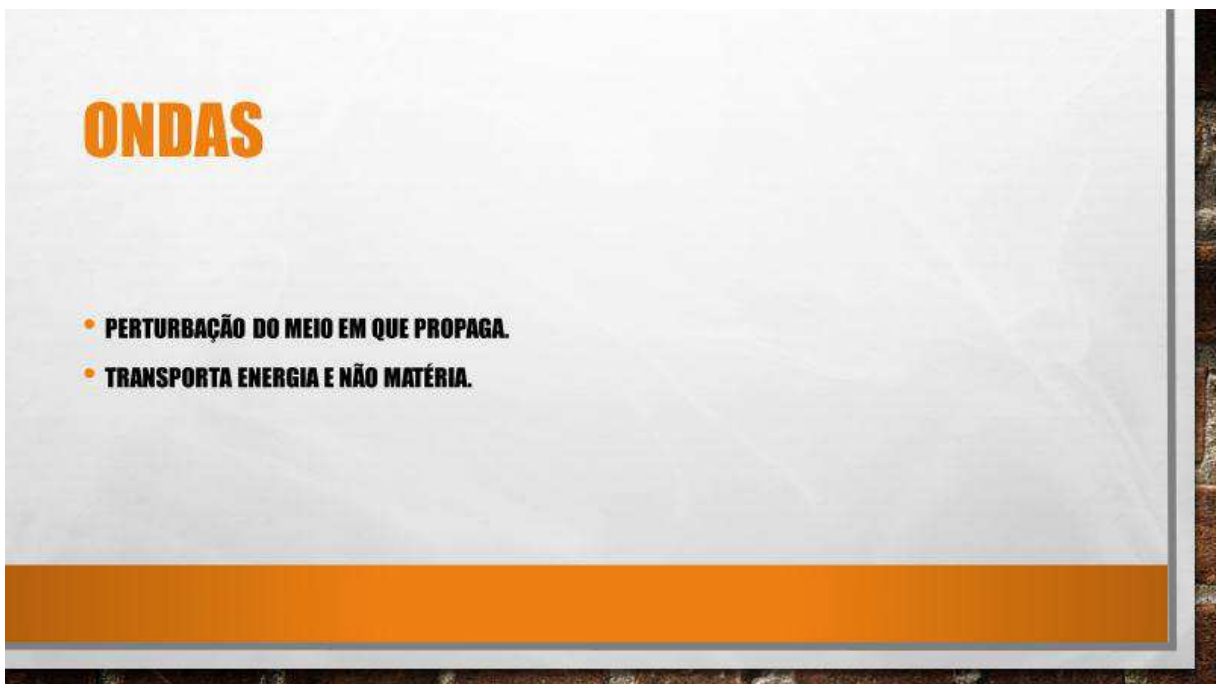 ONDAS
• PERTURBAÇÃO DO MEIO EM QUE PROPAGA.
• TRANSPORTA ENERGIA E NÃO MATÉRIA.